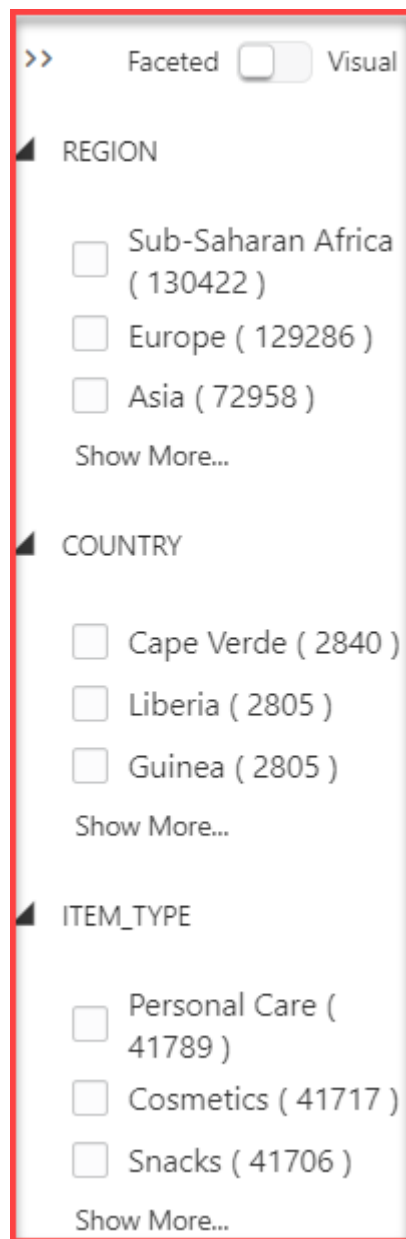 >> Faceted Visual
REGION
Sub-Saharan Africa
( 130422 )
Europe ( 129286 )
Asia ( 72958 )
Show More...
COUNTRY
Cape Verde ( 2840 )
Liberia ( 2805 )
Guinea ( 2805 )
Show More...
ITEM_TYPE
Personal Care (
41789 )
Cosmetics ( 41717 )
Snacks ( 41706 )
Show More...